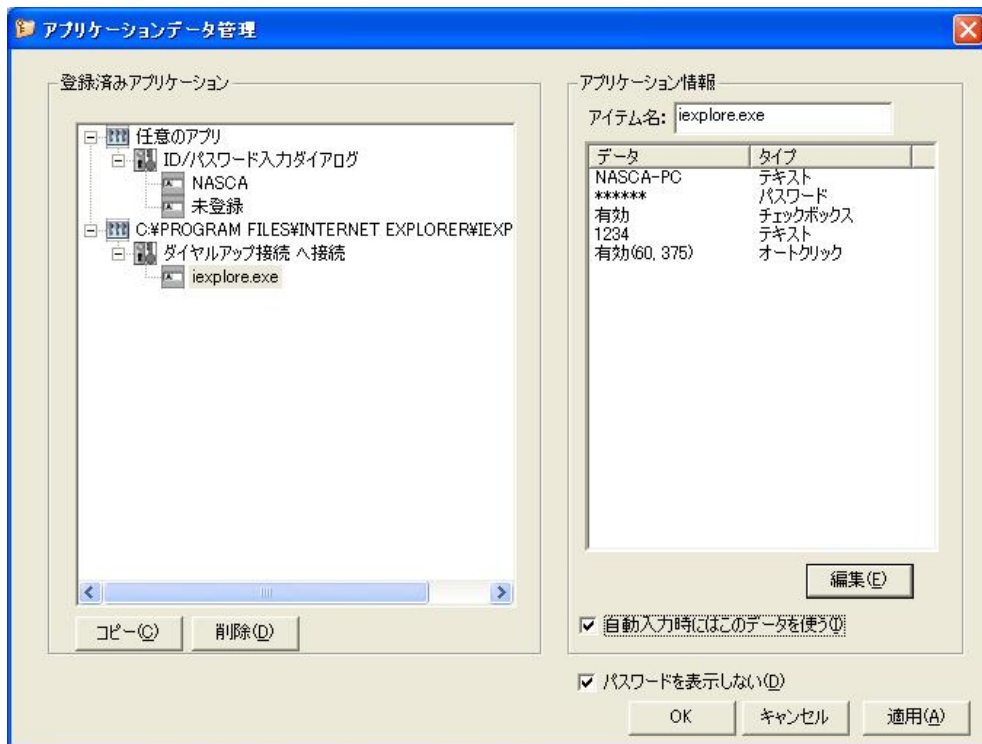 アプリケーションデータ管理
登録済みアプリケーション
任意のアプリ
ID/パスワード入力ダイアログ
NASCA
未登録
C:¥PROGRAM FILES¥INTERNET EXPLORER¥IEXP
ダイヤルアップ接続 へ接続
iexplore.exe
コピー(C)
削除(D)
アプリケーション情報
アイテム名: iexplore.exe
データ タイプ
NASCA-PC テキスト
****** パスワード
有効 チェックボックス
1234 テキスト
有効(60, 375) オートクリック
編集(E)
自動入力時にはこのデータを使う(I)
パスワードを表示しない(D)
OK キャンセル 適用(A)